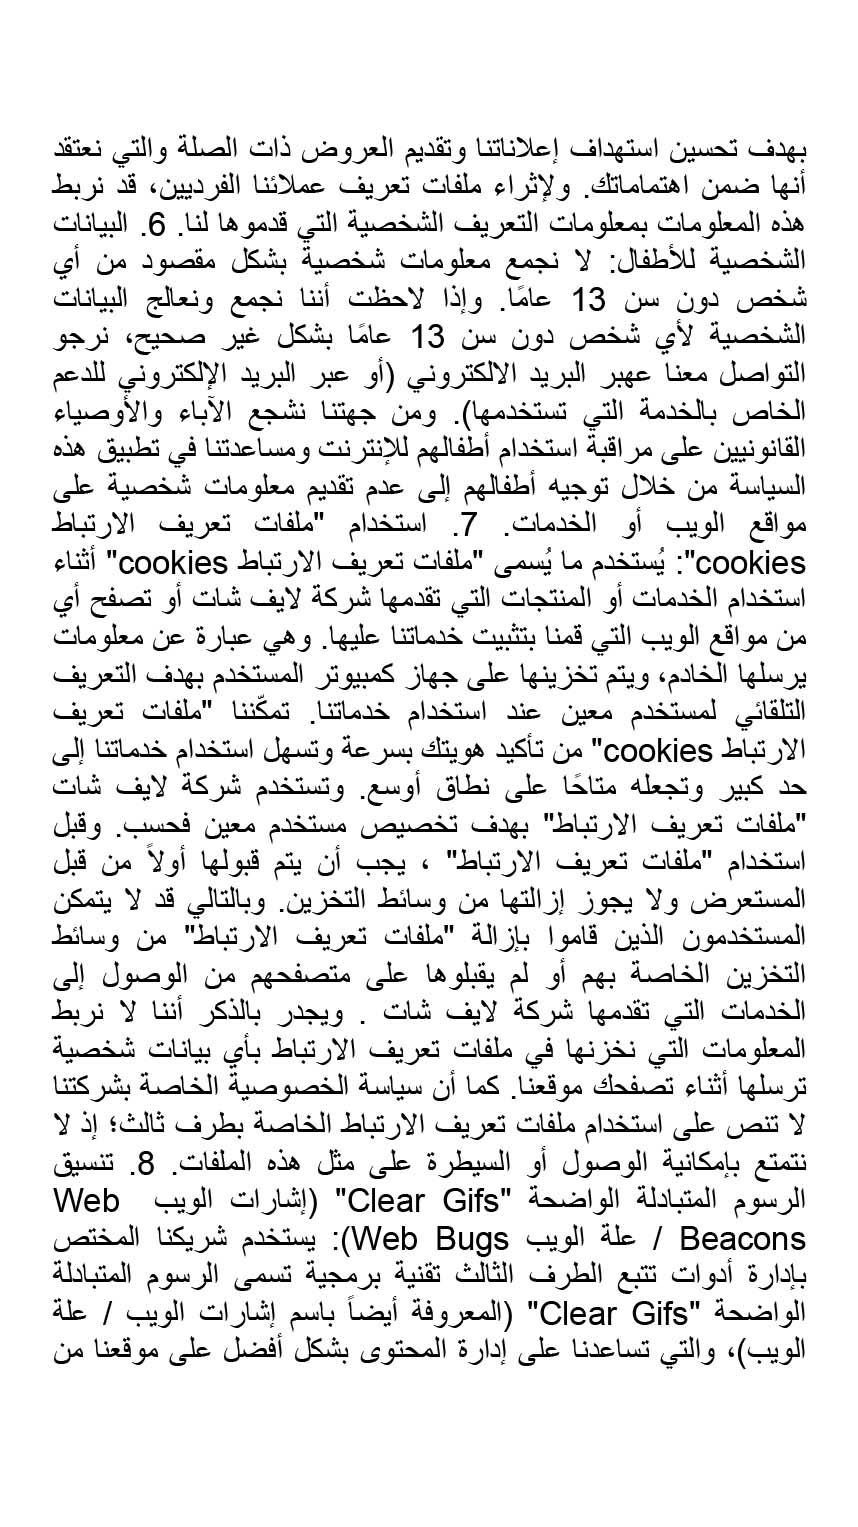 بهدف تحسين استهداف إعلاناتنا وتقديم العروض ذات الصلة والتي نعتقد
أنها ضمن اهتماماتك. ولإثراء ملفات تعريف عملائنا الفرديين، قد نربط
هذه المعلومات بمعلومات التعريف الشخصية التي قدموها لنا. 6. البيانات
الشخصية للأطفال: لا نجمع معلومات شخصية بشكل مقصود من أي
شخص دون سن 13 عامًا. وإذا لاحظت أننا نجمع ونعالج البيانات
الشخصية لأي شخص دون سن 13 عامًا بشكل غير صحيح، نرجو
التواصل معنا عهبر البريد الالكتروني (أو عبر البريد الإلكتروني للدعم
الخاص بالخدمة التي تستخدمها). ومن جهتنا نشجع الآباء والأوصياء
القانونيين على مراقبة استخدام أطفالهم للإنترنت ومساعدتنا في تطبيق هذه
السياسة من خلال توجيه أطفالهم إلى عدم تقديم معلومات شخصية على
مواقع الويب أو الخدمات. 7. استخدام "ملفات تعريف الارتباط
cookies": يُستخدم ما يُسمى "ملفات تعريف الارتباط cookies" أثناء
استخدام الخدمات أو المنتجات التي تقدمها شركة لايف شات أو تصفح أي
من مواقع الويب التي قمنا بتثبيت خدماتنا عليها. وهي عبارة عن معلومات
يرسلها الخادم، ويتم تخزينها على جهاز كمبيوتر المستخدم بهدف التعريف
التلقائي لمستخدم معين عند استخدام خدماتنا. تمكّننا "ملفات تعريف
الارتباط cookies" من تأكيد هويتك بسرعة وتسهل استخدام خدماتنا إلى
حد كبير وتجعله متاحًا على نطاق أوسع. وتستخدم شركة لايف شات
"ملفات تعريف الارتباط" بهدف تخصيص مستخدم معين فحسب. وقبل
استخدام "ملفات تعريف الارتباط" ، يجب أن يتم قبولها أولاً من قبل
المستعرض ولا يجوز إزالتها من وسائط التخزين. وبالتالي قد لا يتمكن
المستخدمون الذين قاموا بإزالة "ملفات تعريف الارتباط" من وسائط
التخزين الخاصة بهم أو لم يقبلوها على متصفحهم من الوصول إلى
الخدمات التي تقدمها شركة لايف شات . ويجدر بالذكر أننا لا نربط
المعلومات التي نخزنها في ملفات تعريف الارتباط بأي بيانات شخصية
ترسلها أثناء تصفحك موقعنا. كما أن سياسة الخصوصية الخاصة بشركتنا
لا تنص على استخدام ملفات تعريف الارتباط الخاصة بطرف ثالث؛ إذ لا
نتمتع بإمكانية الوصول أو السيطرة على مثل هذه الملفات. 8. تنسيق
الرسوم المتبادلة الواضحة "Clear Gifs" (إشارات الويب Web
Beacons / علة الويب Web Bugs): يستخدم شريكنا المختص
بإدارة أدوات تتبع الطرف الثالث تقنية برمجية تسمى الرسوم المتبادلة
الواضحة "Clear Gifs" (المعروفة أيضاً باسم إشارات الويب / علة
الويب)، والتي تساعدنا على إدارة المحتوى بشكل أفضل على موقعنا من